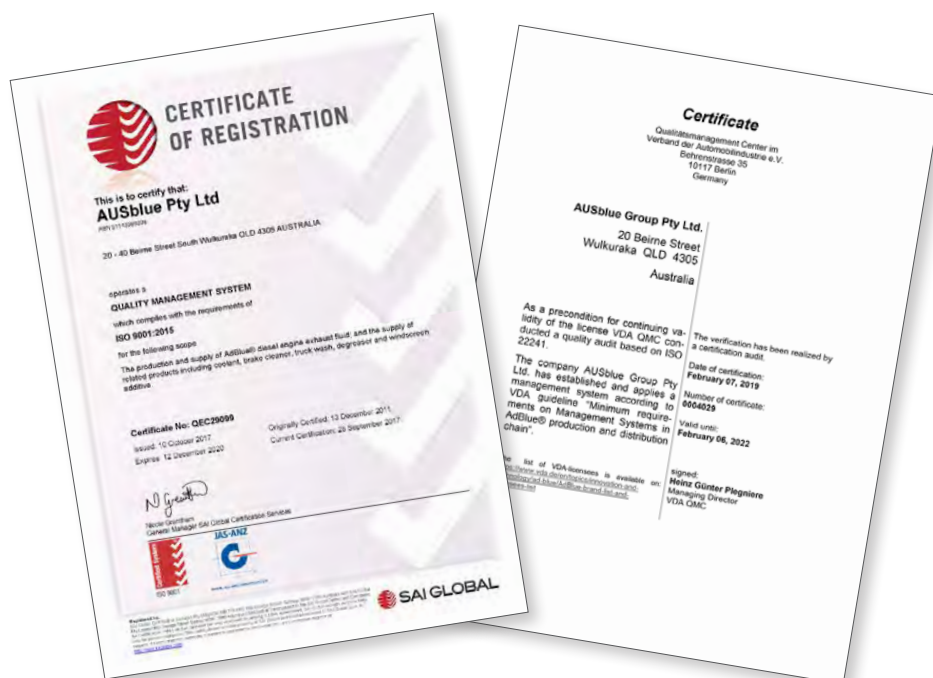 CERTIFICATE
OF REGISTRATION
This is to certify that:
AUSblue Pty Ltd
20 - 40 Beirne Street South Wulkuraka QLD 4305 AUSTRALIA
operates a
QUALITY MANAGEMENT SYSTEM
which complies with the requirements of
ISO 9001:2015
for the following scope
The production and supply of AdBlue® diesel engine exhaust fluid; and the supply of
related products including coolant, brake cleaner, truck wash, degreaser and windscreen
additive.
Certificate No: QEC29099
Issued: 10 October 2017
Originally Certified: 13 December 2011
Expires: 12 December 2020
Current Certification: 26 September 2017
General Manager SAI Global Certification Services
Certified System
ISO 9001
JAS-ANZ
SAI GLOBAL
Certificate
Qualitätsmanagement Center im
Verband der Automobilindustrie e.V.
Behrenstrasse 35
10117 Berlin
Germany
AUSblue Group Pty Ltd.
20 Beirne Street
Wulkuraka QLD 4305
Australia
As a precondition for continuing va-
lidity of the license VDA QMC con-
ducted a quality audit based on ISO
22241.
The company AUSblue Group Pty
Ltd. has established and applies a
management system according to
VDA guideline "Minimum require-
ments on Management Systems in
AdBlue® production and distribution
chain".
list of VDA-licensees is available on:
The verification has been realized by
a certification audit.
Date of certification:
February 07, 2019
Number of certificate:
0004029
Valid until:
February 06, 2022
signed:
Heinz Günter Plegniere
Managing Director
VDA QMC